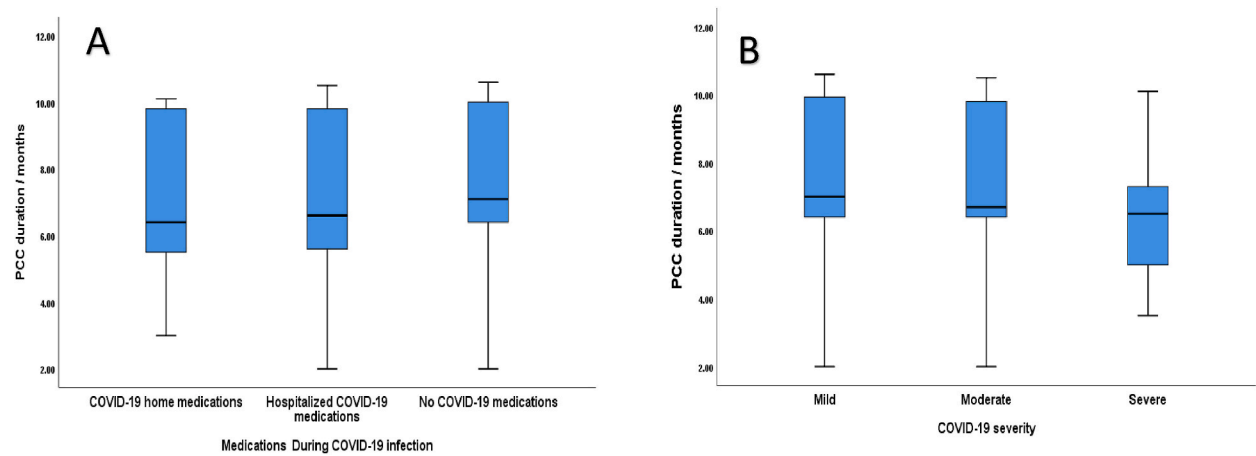 A
12.00
10.00
8.00
6.00
4.00
2.00
PCC duration / months
COVID-19 home medications
Hospitalized COVID-19
medications
No COVID-19 medications
Medications During COVID-19 infection
B
12.00
10.00
8.00
6.00
4.00
2.00
PCC duration / months
Mild
Moderate
Severe
COVID-19 severity